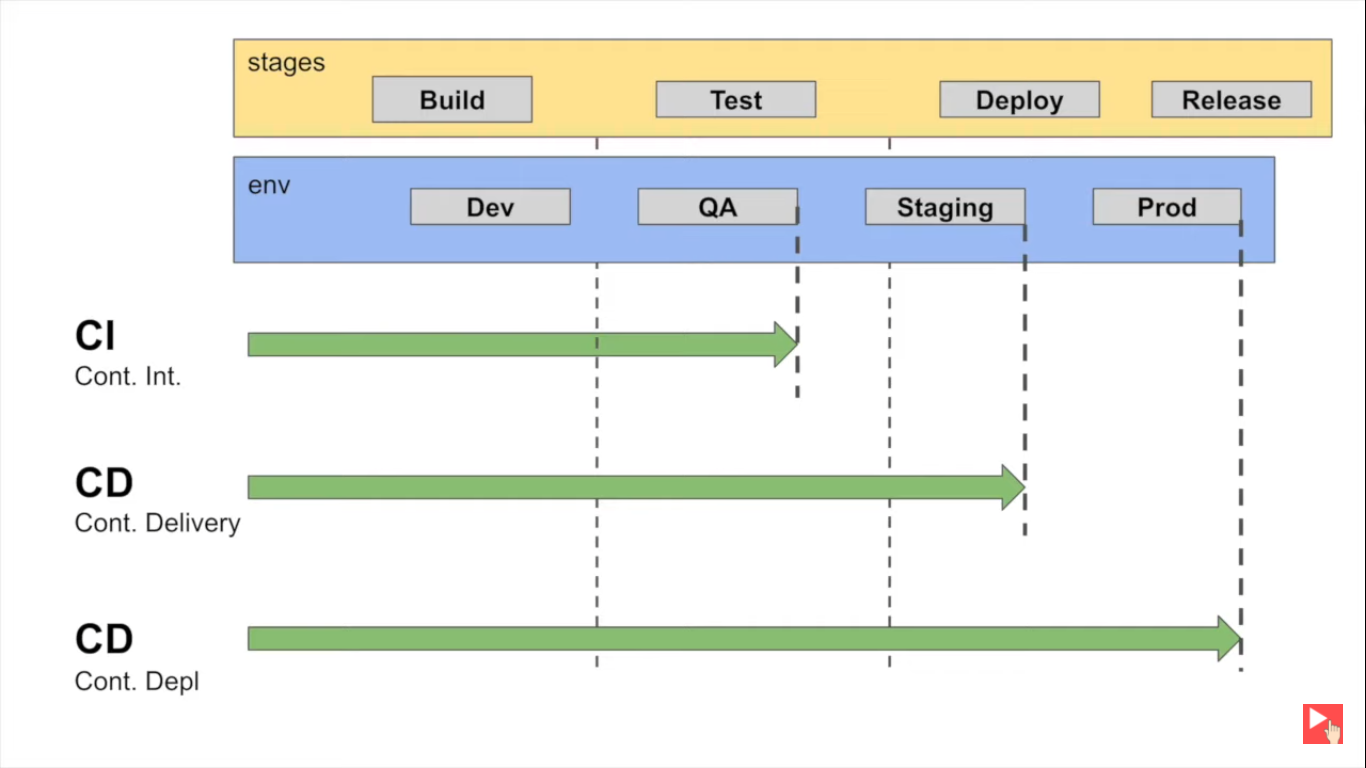 stages
Build
Test
Deploy
Release
env
Dev
QA
Staging
Prod
CI
Cont. Int.
CD
Cont. Delivery
CD
Cont. Depl